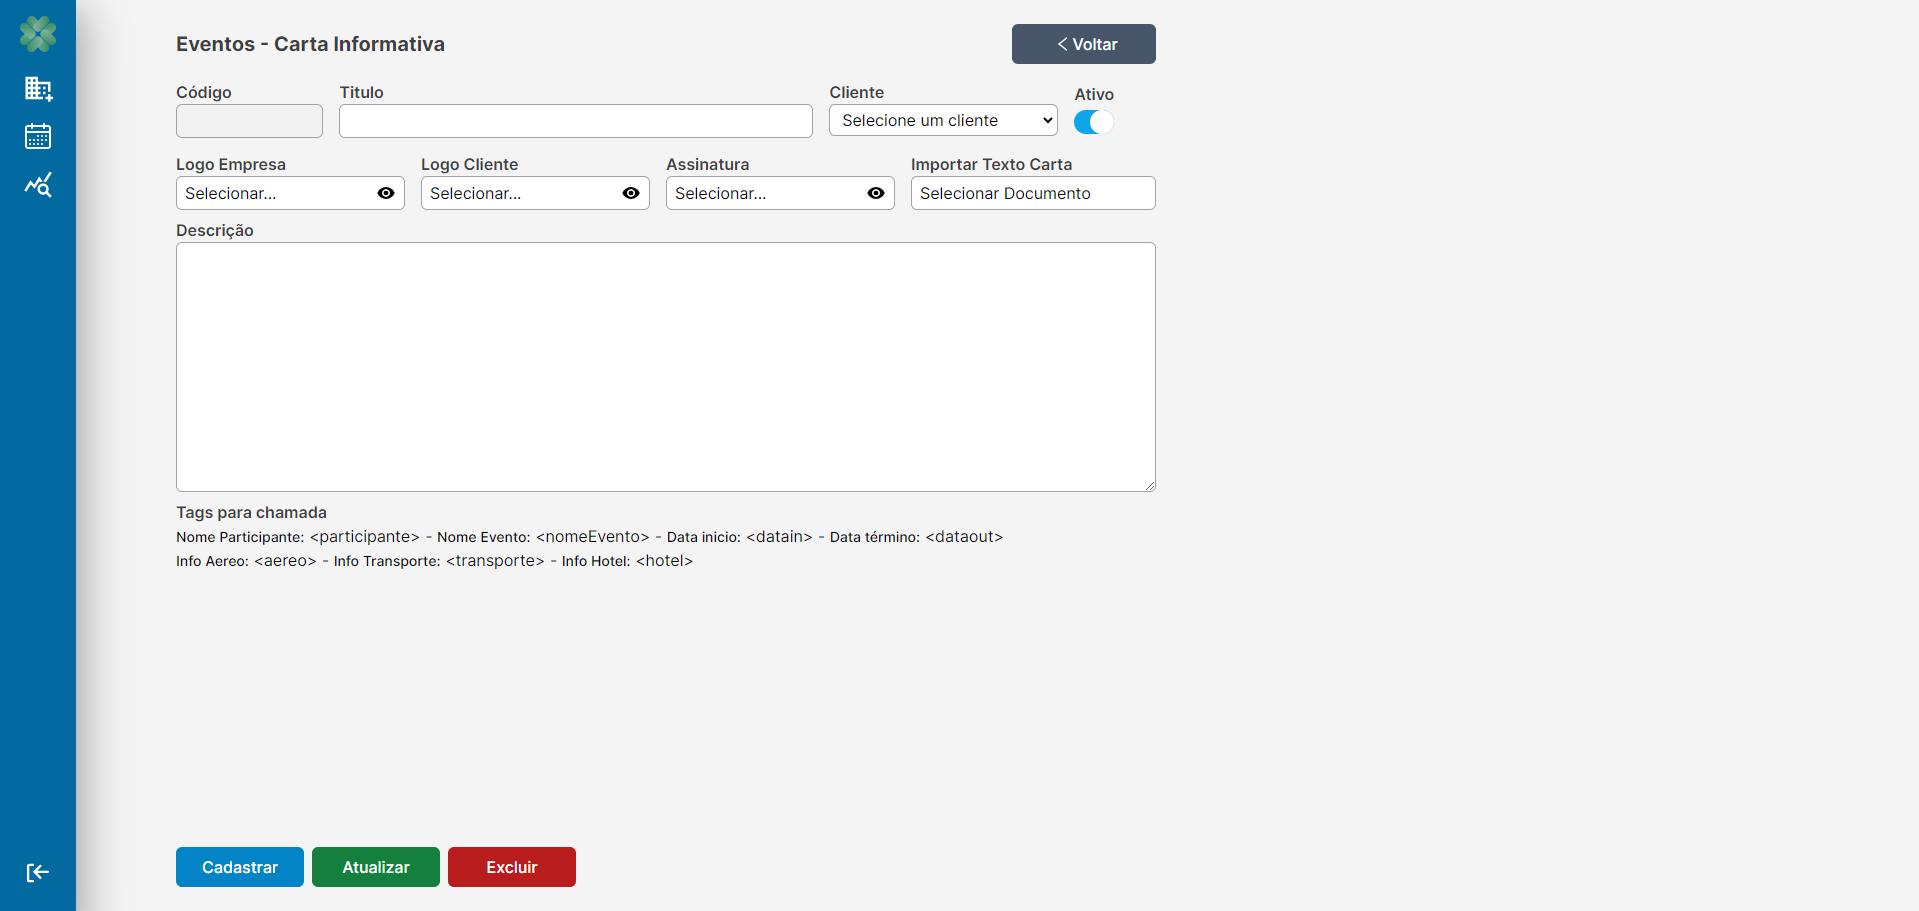 Eventos - Carta Informativa
Voltar
Código
Titulo
Cliente
Ativo
Selecione um cliente
Logo Empresa
Logo Cliente
Assinatura
Importar Texto Carta
Selecionar...
Selecionar...
Selecionar...
Selecionar Documento
Descrição
Tags para chamada
Nome Participante: <participante> - Nome Evento: <nomeEvento> - Data inicio: <datain> - Data término: <dataout>
Info Aereo: <aereo> - Info Transporte: <transporte> - Info Hotel: <hotel>
Cadastrar
Atualizar
Excluir